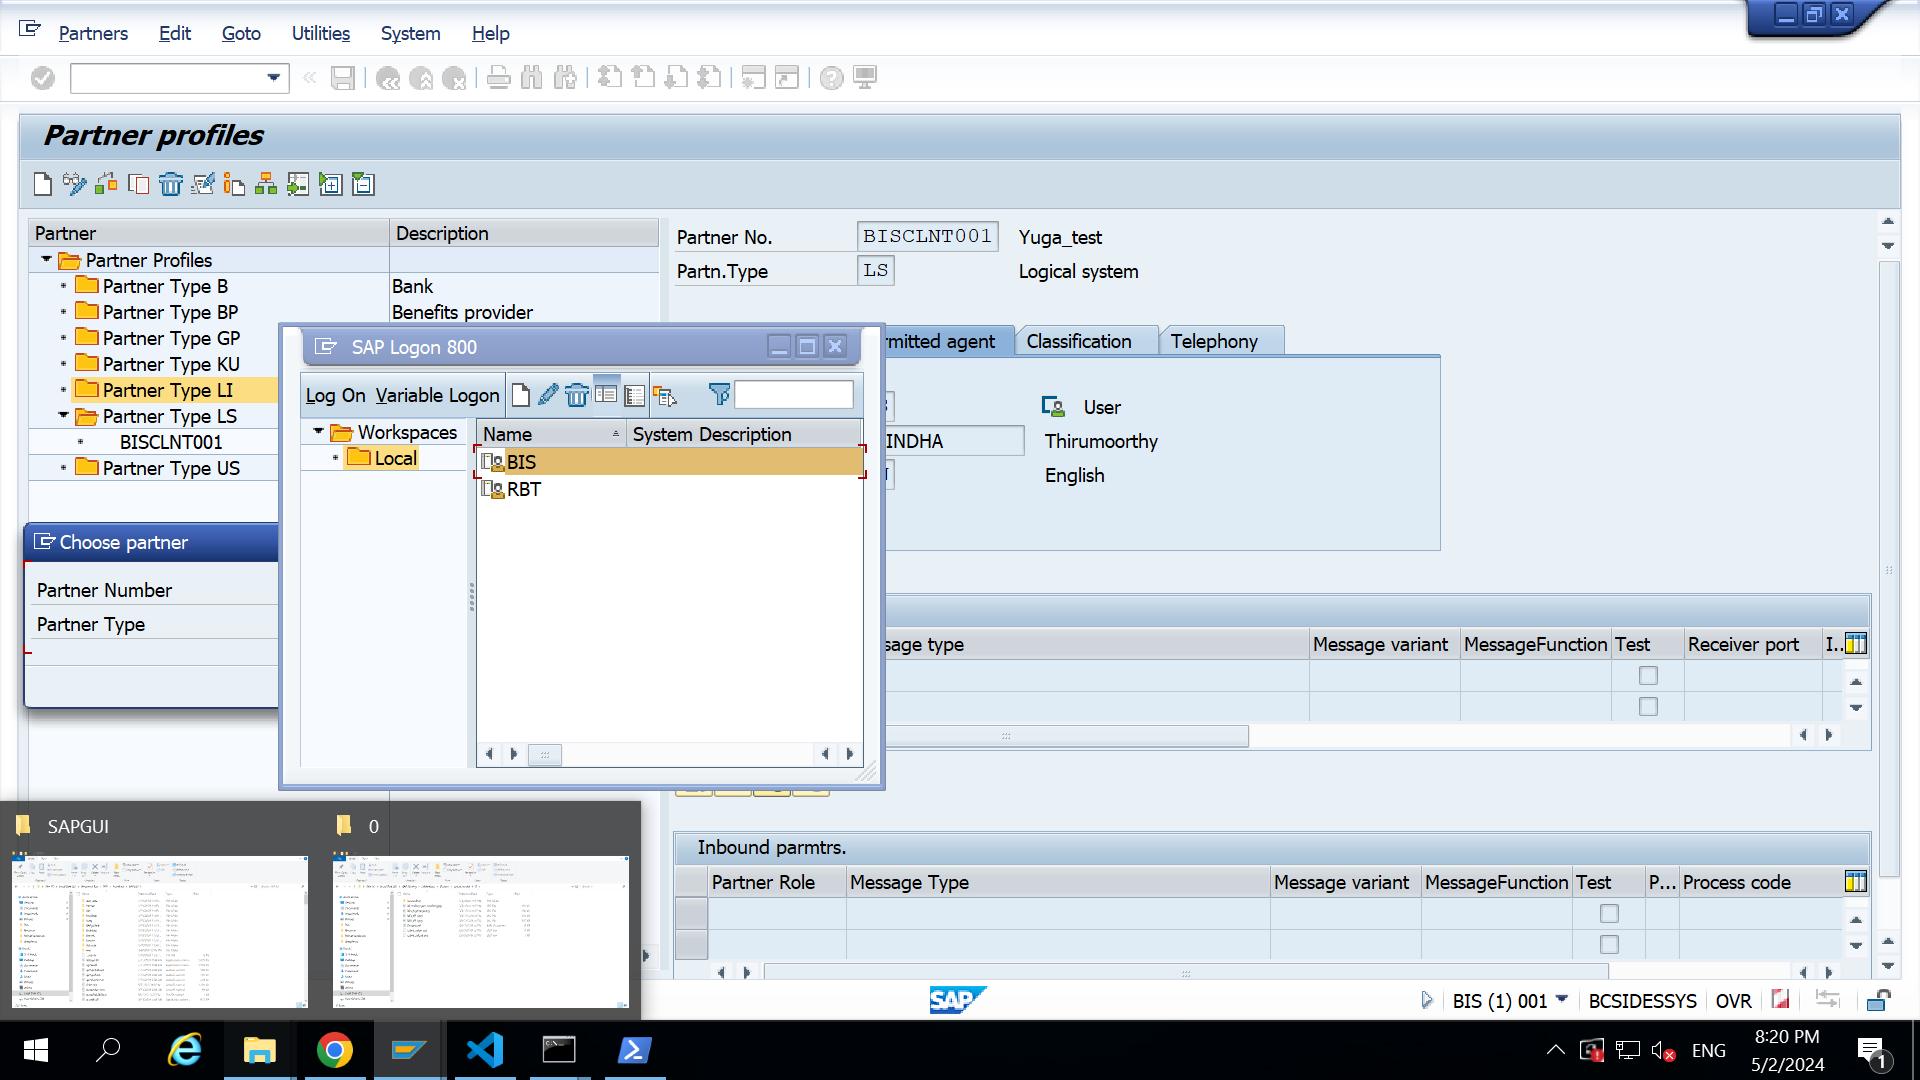 Partners Edit Goto Utilities System Help
Partner profiles
Partner Description
Partner Profiles
Partner Type B Bank
Partner Type BP Benefits provider
Partner Type GP
Partner Type KU
Partner Type LI
Partner Type LS
BISCLNT001
Partner Type US
Partner No. BISCLNT001 Yuga_test
Partn.Type LS Logical system
rmitted agent Classification Telephony
User
INDHA Thirumoorthy
English
SAP Logon 800
Log On Variable Logon
Workspaces
Local
Name System Description
BIS
RBT
Choose partner
Partner Number
Partner Type
sage type Message variant MessageFunction Test Receiver port I..
Inbound parmtrs.
Partner Role Message Type Message variant MessageFunction Test P... Process code
SAPGUI 0
SAP BIS (1) 001 BCSIDESSYS OVR
ENG
8:20 PM
5/2/2024
1